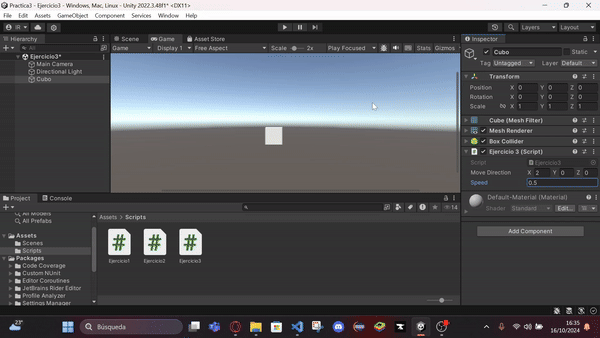 Practica3 - Ejercicio3 - Windows, Mac, Linux - Unity 2022.3.48f1* <DX11>
File Edit Assets GameObject Component Services Window Help
IR
Layers Layout
Hierarchy
All
Ejercicio3*
Main Camera
Directional Light
Cubo
Scene Game Asset Store
Game Display 1 Free Aspect Scale 2x Play Focused Stats Gizmos
Inspector
Cubo Static
Tag Untagged Layer Default
Transform
Position X 0 Y 0 Z 0
Rotation X 0 Y 0 Z 0
Scale X 1 Y 1 Z 1
Cube (Mesh Filter)
Mesh Renderer
Box Collider
Ejercicio 3 (Script)
Script Ejercicio3
Move Direction X 2 Y 0 Z 0
Speed 0.5
Default-Material (Material)
Shader Standard Edit...
Add Component
Project Console
14
All Models
All Prefabs
Assets
Scenes
Scripts
Packages
Code Coverage
Custom NUnit
Editor Coroutines
JetBrains Rider Editor
Profile Analyzer
Settings Manager
Assets > Scripts
Ejercicio1 Ejercicio2 Ejercicio3
23°
Búsqueda
16:35
16/10/2024